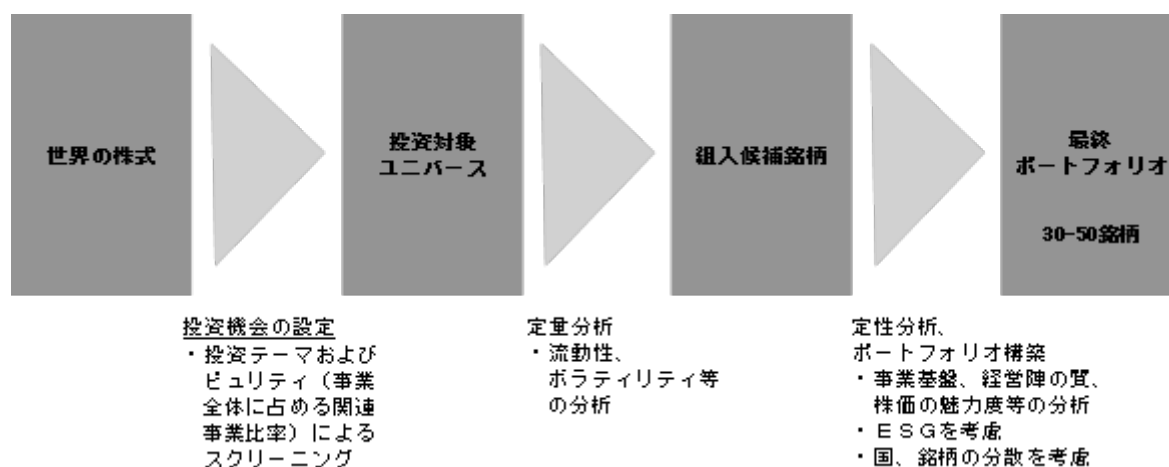 世界の株式
投資対象
ユニバース
組入候補銘柄
最終
ポートフォリオ
30-50銘柄
投資機会の設定
・投資テーマおよび
ピュリティ（事業
全体に占める関連
事業比率）による
スクリーニング
定量分析
・流動性、
ボラティリティ等
の分析
定性分析、
ポートフォリオ構築
・事業基盤、経営陣の質、
株価の魅力度等の分析
・ＥＳＧを考慮
・国、銘柄の分散を考慮